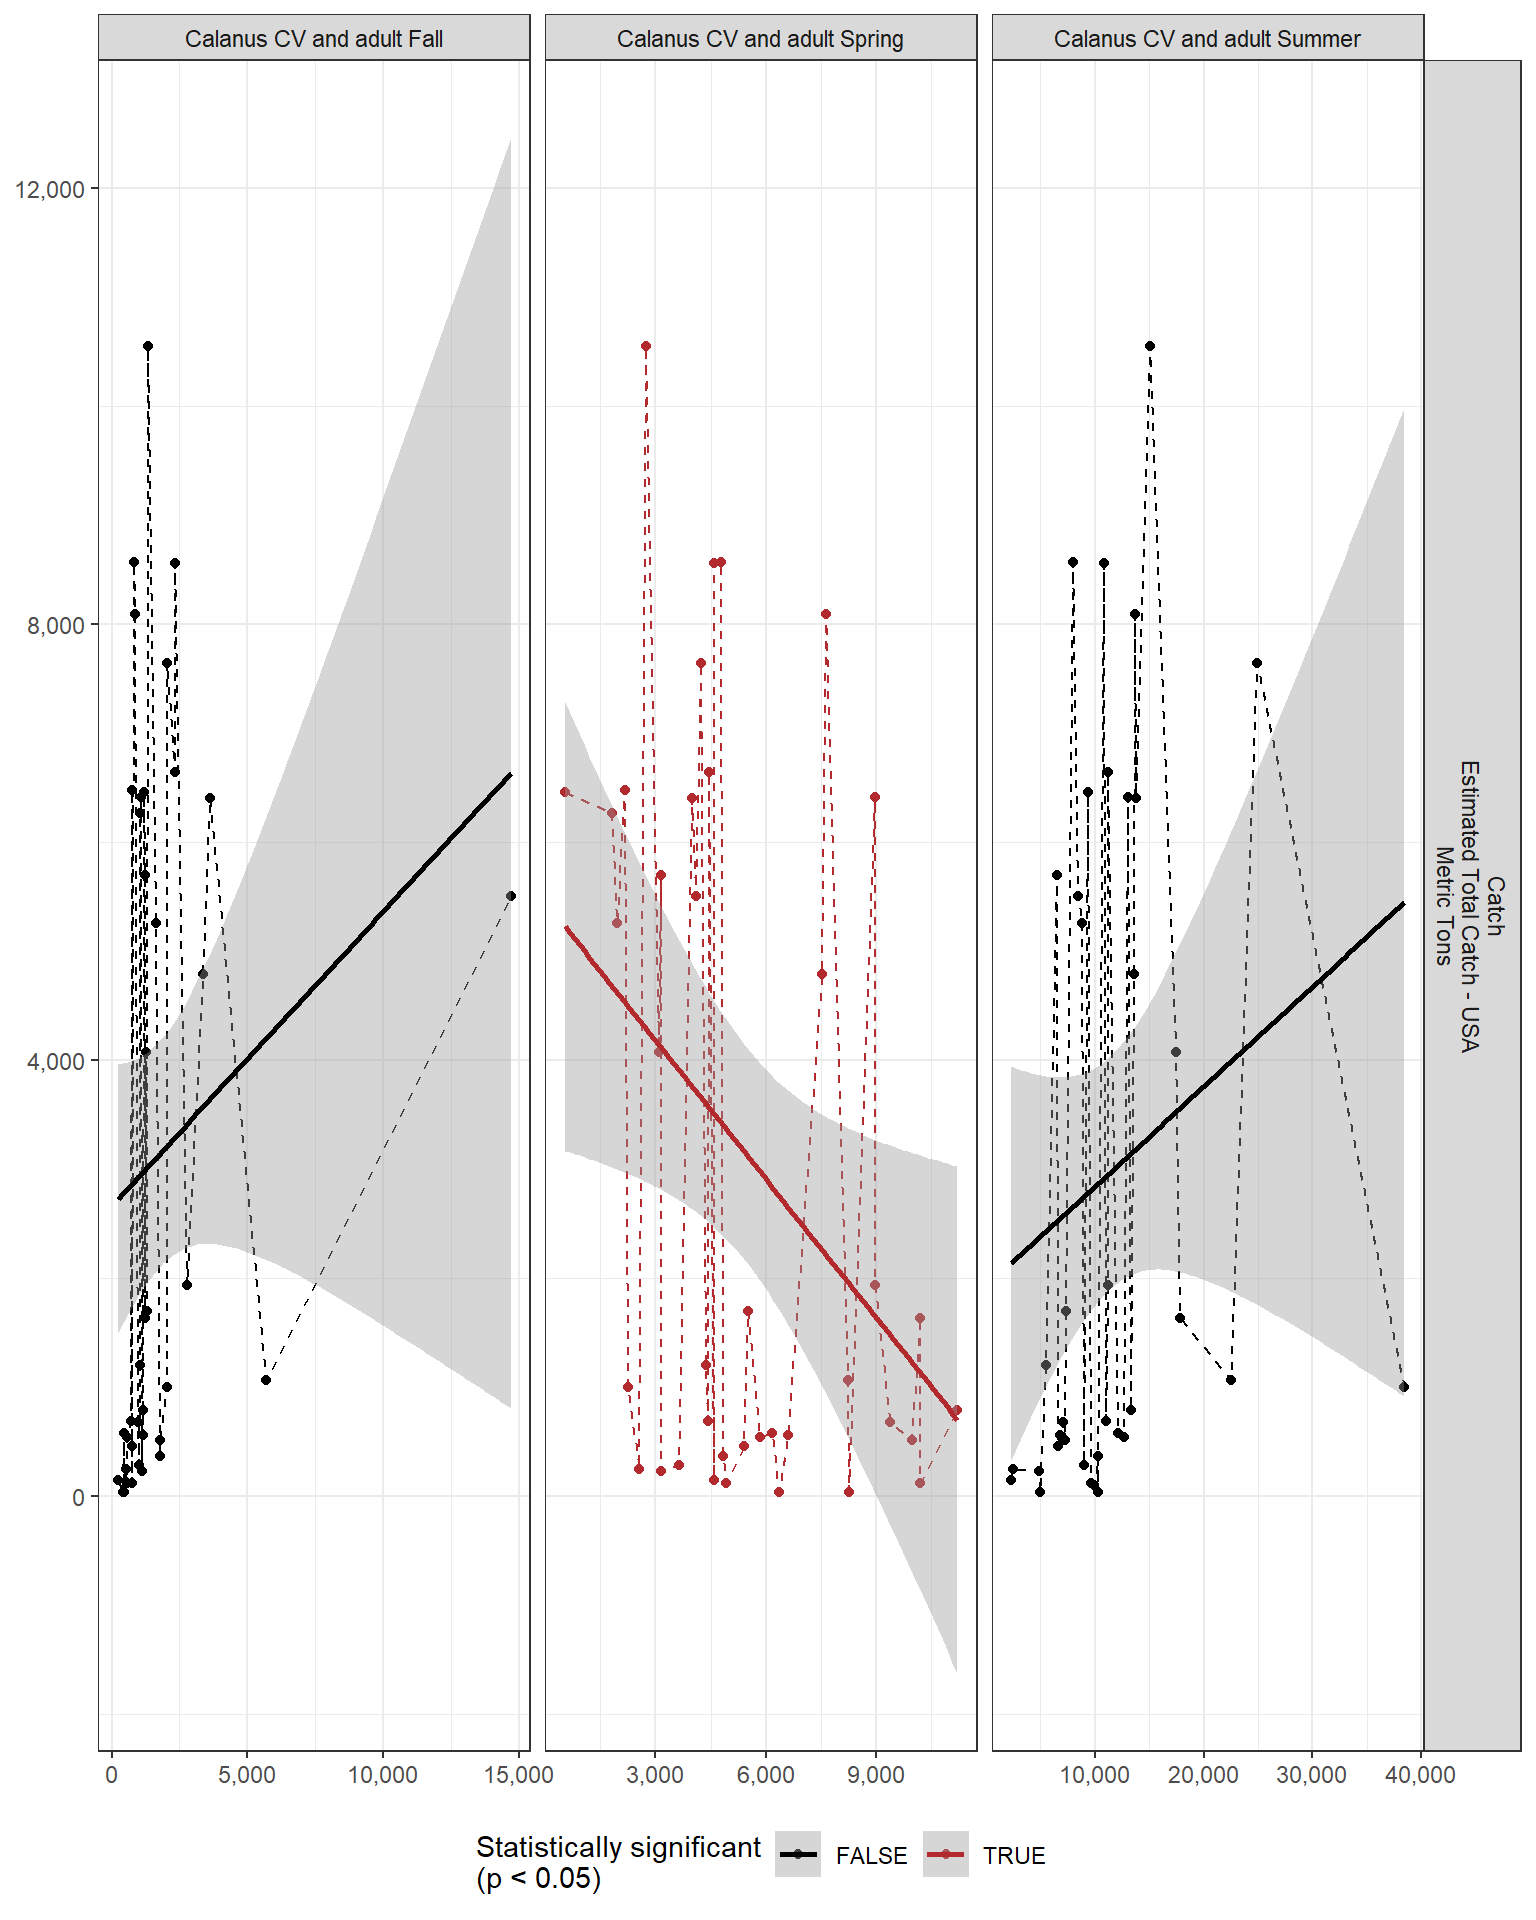 Calanus CV and adult Fall
Calanus CV and adult Spring
Calanus CV and adult Summer
12,000
8,000
4,000
0
Catch
Estimated Total Catch - USA
Metric Tons
0
5,000
10,000
15,000
3,000
6,000
9,000
10,000
20,000
30,000
40,000
Statistically significant
(p < 0.05)
FALSE
TRUE